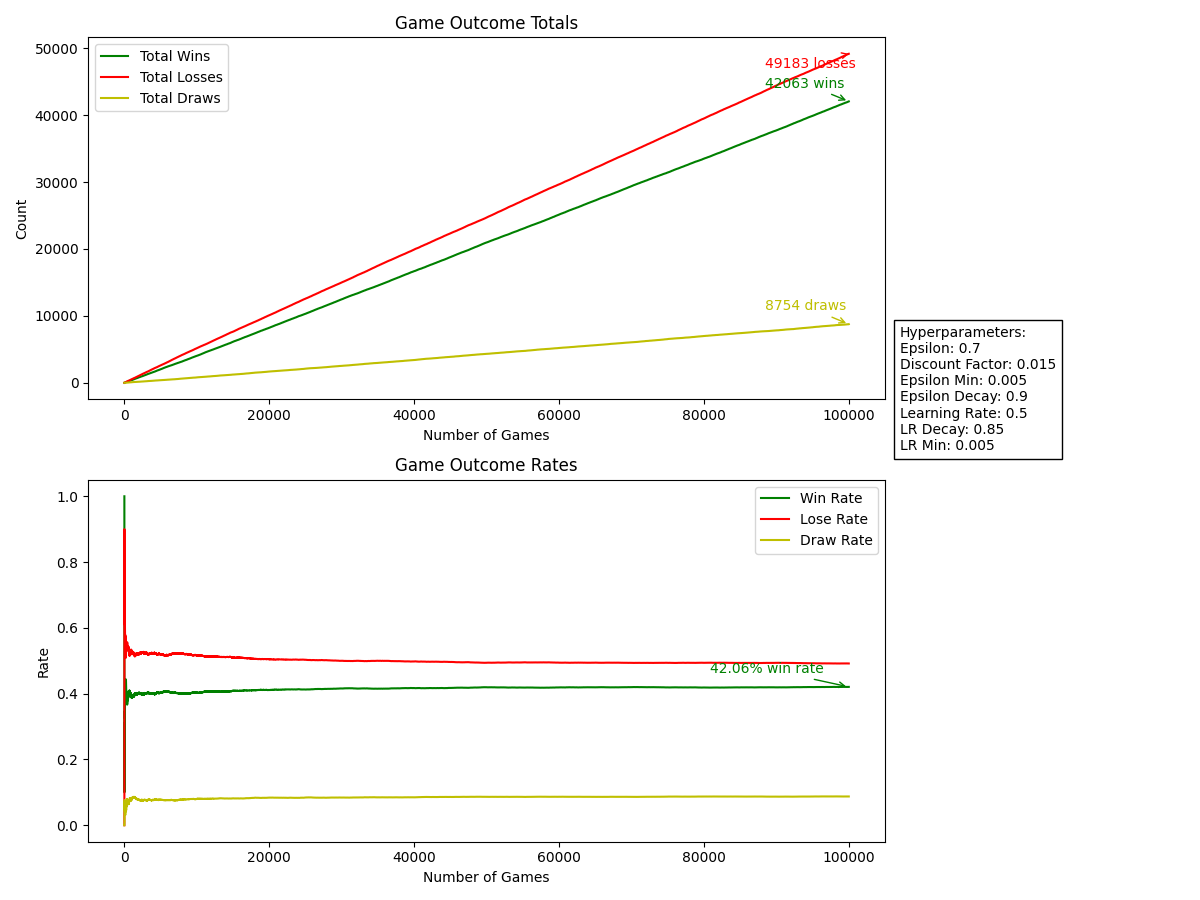 Game Outcome Totals
50000
40000
30000
20000
10000
0
Count
Total Wins
Total Losses
Total Draws
49183 losses
42063 wins
8754 draws
0
20000
40000
60000
80000
100000
Number of Games
Hyperparameters:
Epsilon: 0.7
Discount Factor: 0.015
Epsilon Min: 0.005
Epsilon Decay: 0.9
Learning Rate: 0.5
LR Decay: 0.85
LR Min: 0.005
Game Outcome Rates
1.0
0.8
0.6
0.4
0.2
0.0
Rate
Win Rate
Lose Rate
Draw Rate
42.06% win rate
0
20000
40000
60000
80000
100000
Number of Games